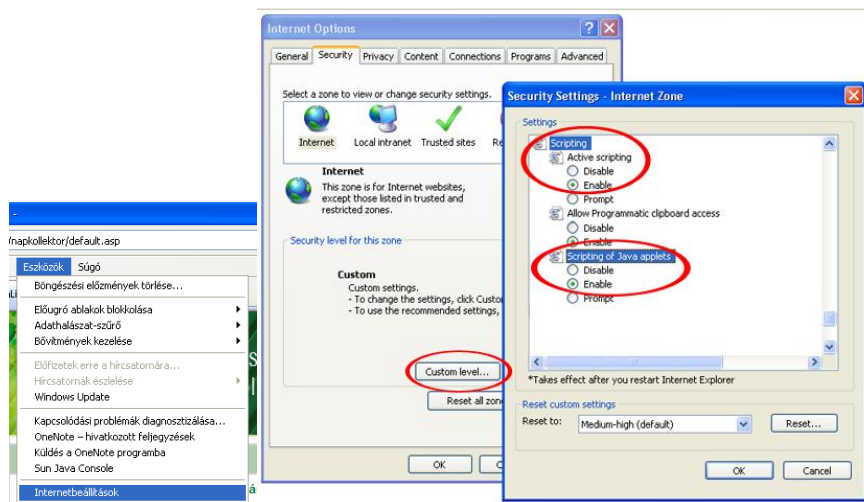 -
/napkollektor/default.asp
Eszközök Súgó
Böngészési előzmények törlése...
Előugró ablakok blokkolása
Adathalászat-szűrő
Bővítmények kezelése
Előfizetek erre a hírcsatornára...
Hírcsatornák észlelése
Windows Update
Kapcsolódási problémák diagnosztizálása...
OneNote – hivatkozott feljegyzések
Küldés a OneNote programba
Sun Java Console
Internetbeállítások
á
Internet Options
General Security Privacy Content Connections Programs Advanced
Select a zone to view or change security settings.
Internet Local intranet Trusted sites Re
Internet
This zone is for Internet websites,
except those listed in trusted and
restricted zones.
Security level for this zone
Custom
Custom settings.
- To change the settings, click Custo
- To use the recommended settings,
Custom level...
Reset all zon
OK C
Security Settings - Internet Zone
Settings
Scripting
Active scripting
Disable
Enable
Prompt
Allow Programmatic clipboard access
Disable
Enable
Scripting of Java applets
Disable
Enable
Prompt
*Takes effect after you restart Internet Explorer
Reset custom settings
Reset to: Medium-high (default) Reset...
OK Cancel